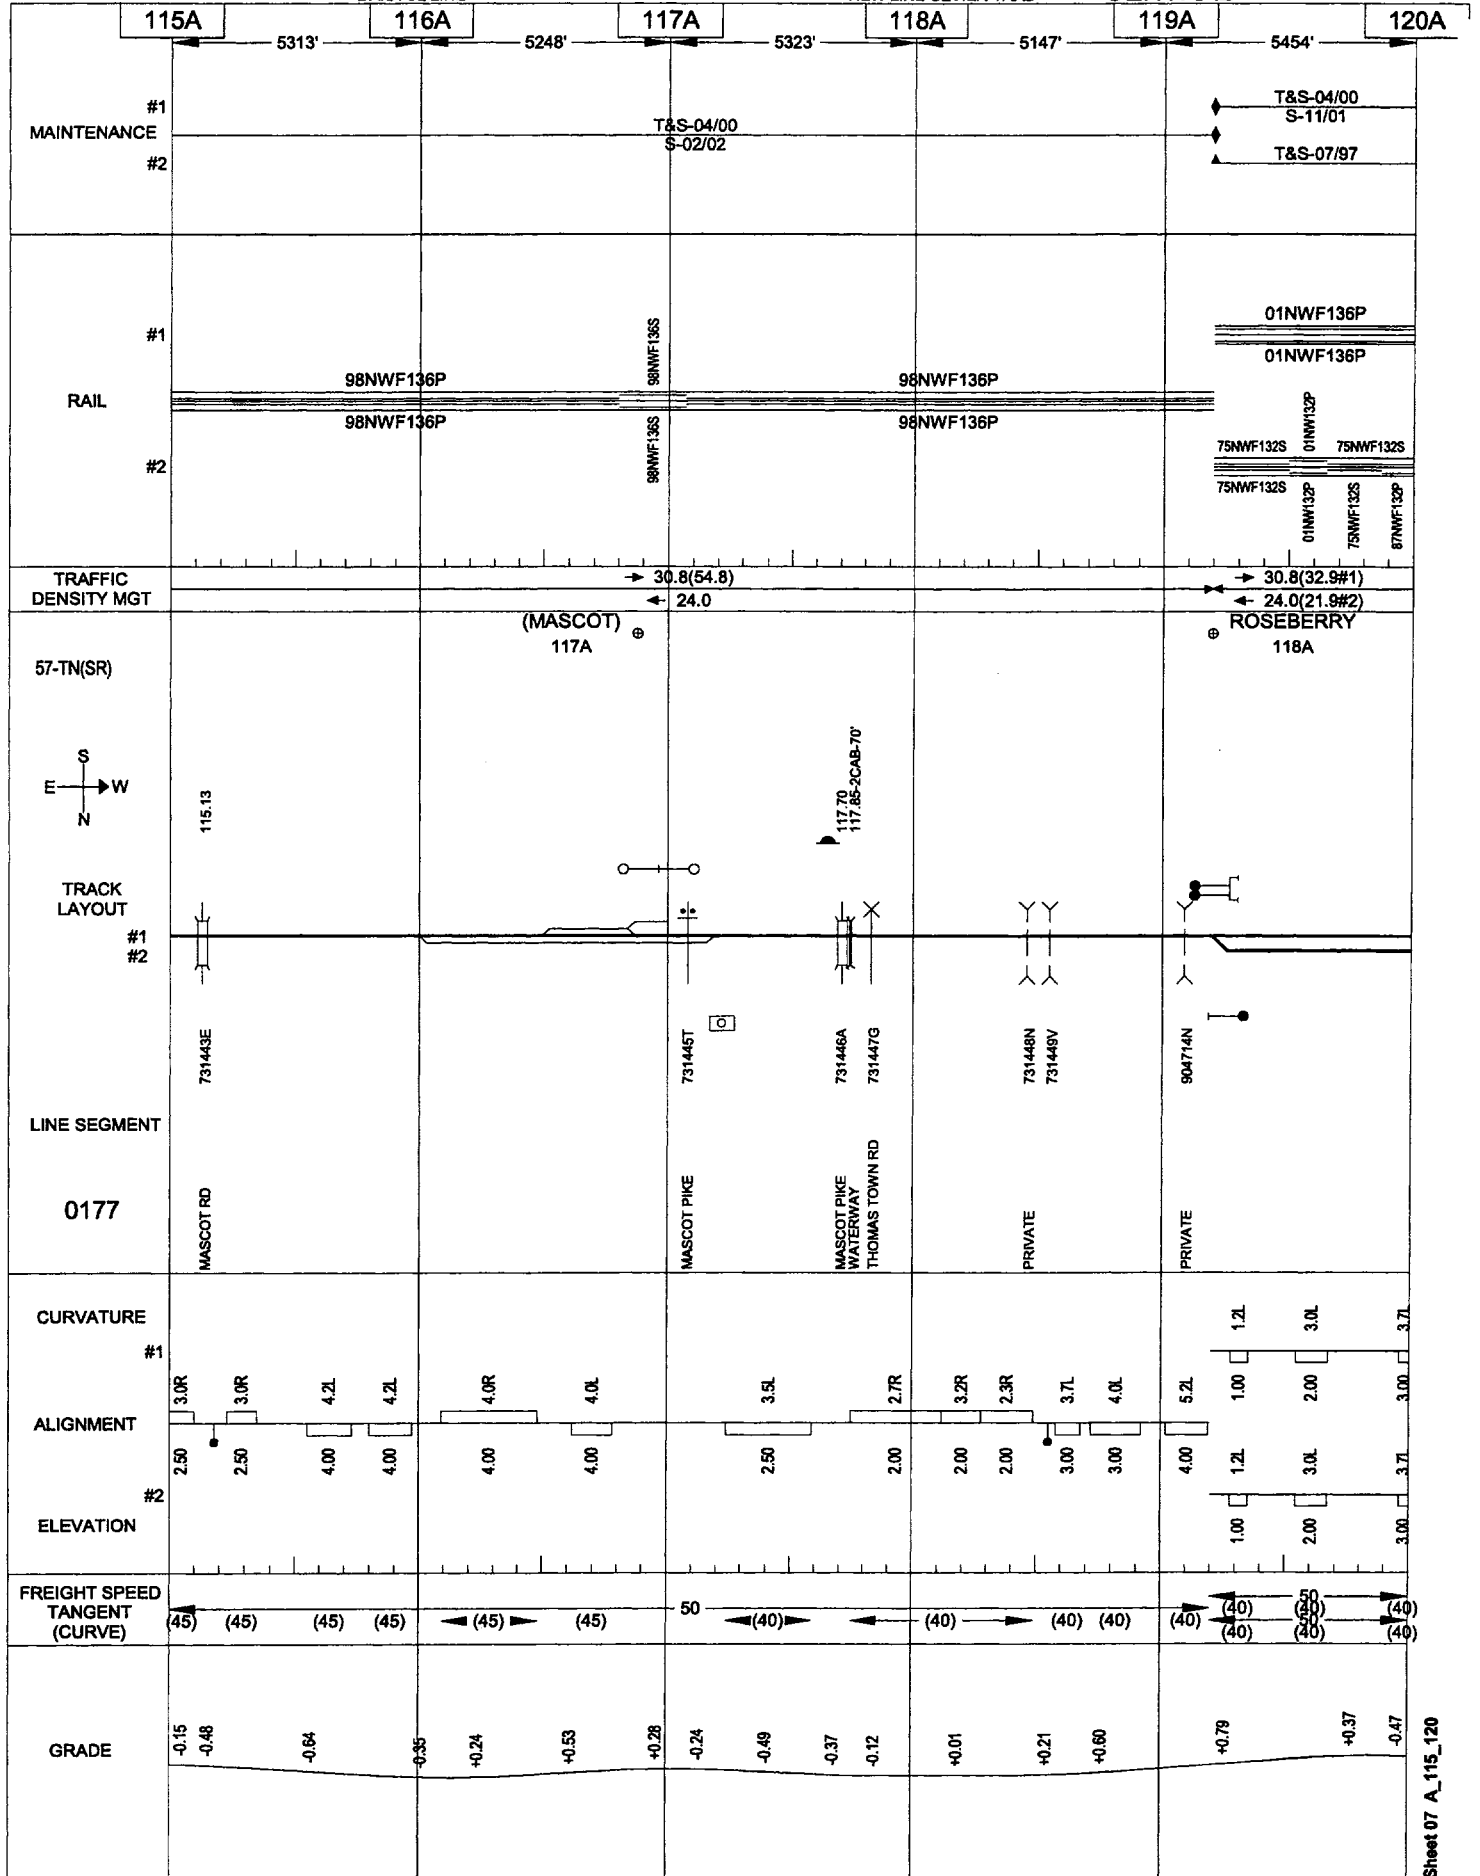 115A 116A 117A 118A 119A 120A
5313' 5248' 5323' 5147' 5454'
MAINTENANCE
#1
#2
T&S-04/00
S-02/02
T&S-04/00
S-11/01
T&S-07/97
RAIL
#1
#2
98NWF136P
98NWF136P
98NWF136S
98NWF136S
98NWF136P
98NWF136P
01NWF136P
01NWF136P
75NWF132S 01NW132P 75NWF132S
75NWF132S 01NW132P 75NWF132S 87NWF132P
TRAFFIC
DENSITY MGT
30.8(54.8)
24.0
30.8(32.9#1)
24.0(21.9#2)
(MASCOT)
117A
ROSEBERRY
118A
57-TN(SR)
S
E W
N
115.13
117.70
117.85-2CAB-70'
TRACK
LAYOUT
#1
#2
731443E 731445T 731446A 731447G 731448N 731449V 904714N
LINE SEGMENT
0177
MASCOT RD
MASCOT PIKE
MASCOT PIKE
WATERWAY
THOMAS TOWN RD
PRIVATE
PRIVATE
CURVATURE
#1
1.2L 3.0L 3.7L
1.00 2.00 3.00
ALIGNMENT
3.0R 3.0R 4.2L 4.2L 4.0R 4.0L 3.5L 2.7R 3.2R 2.3R 3.7L 4.0L 5.2L
2.50 2.50 4.00 4.00 4.00 4.00 2.50 2.00 2.00 2.00 3.00 3.00 4.00
#2
1.2L 3.0L 3.7L
1.00 2.00 3.00
ELEVATION
FREIGHT SPEED
TANGENT
(CURVE)
50
(45) (45) (45) (45) (45) (45) (40) (40) (40) (40) (40)
50
(40) (40) (40)
50
(40) (40) (40)
GRADE
-0.15 -0.48 -0.64 -0.35 +0.24 +0.53 +0.28 -0.24 -0.49 -0.37 -0.12 +0.01 +0.21 +0.60 +0.79 +0.37 -0.47
Sheet 07 A_115_120